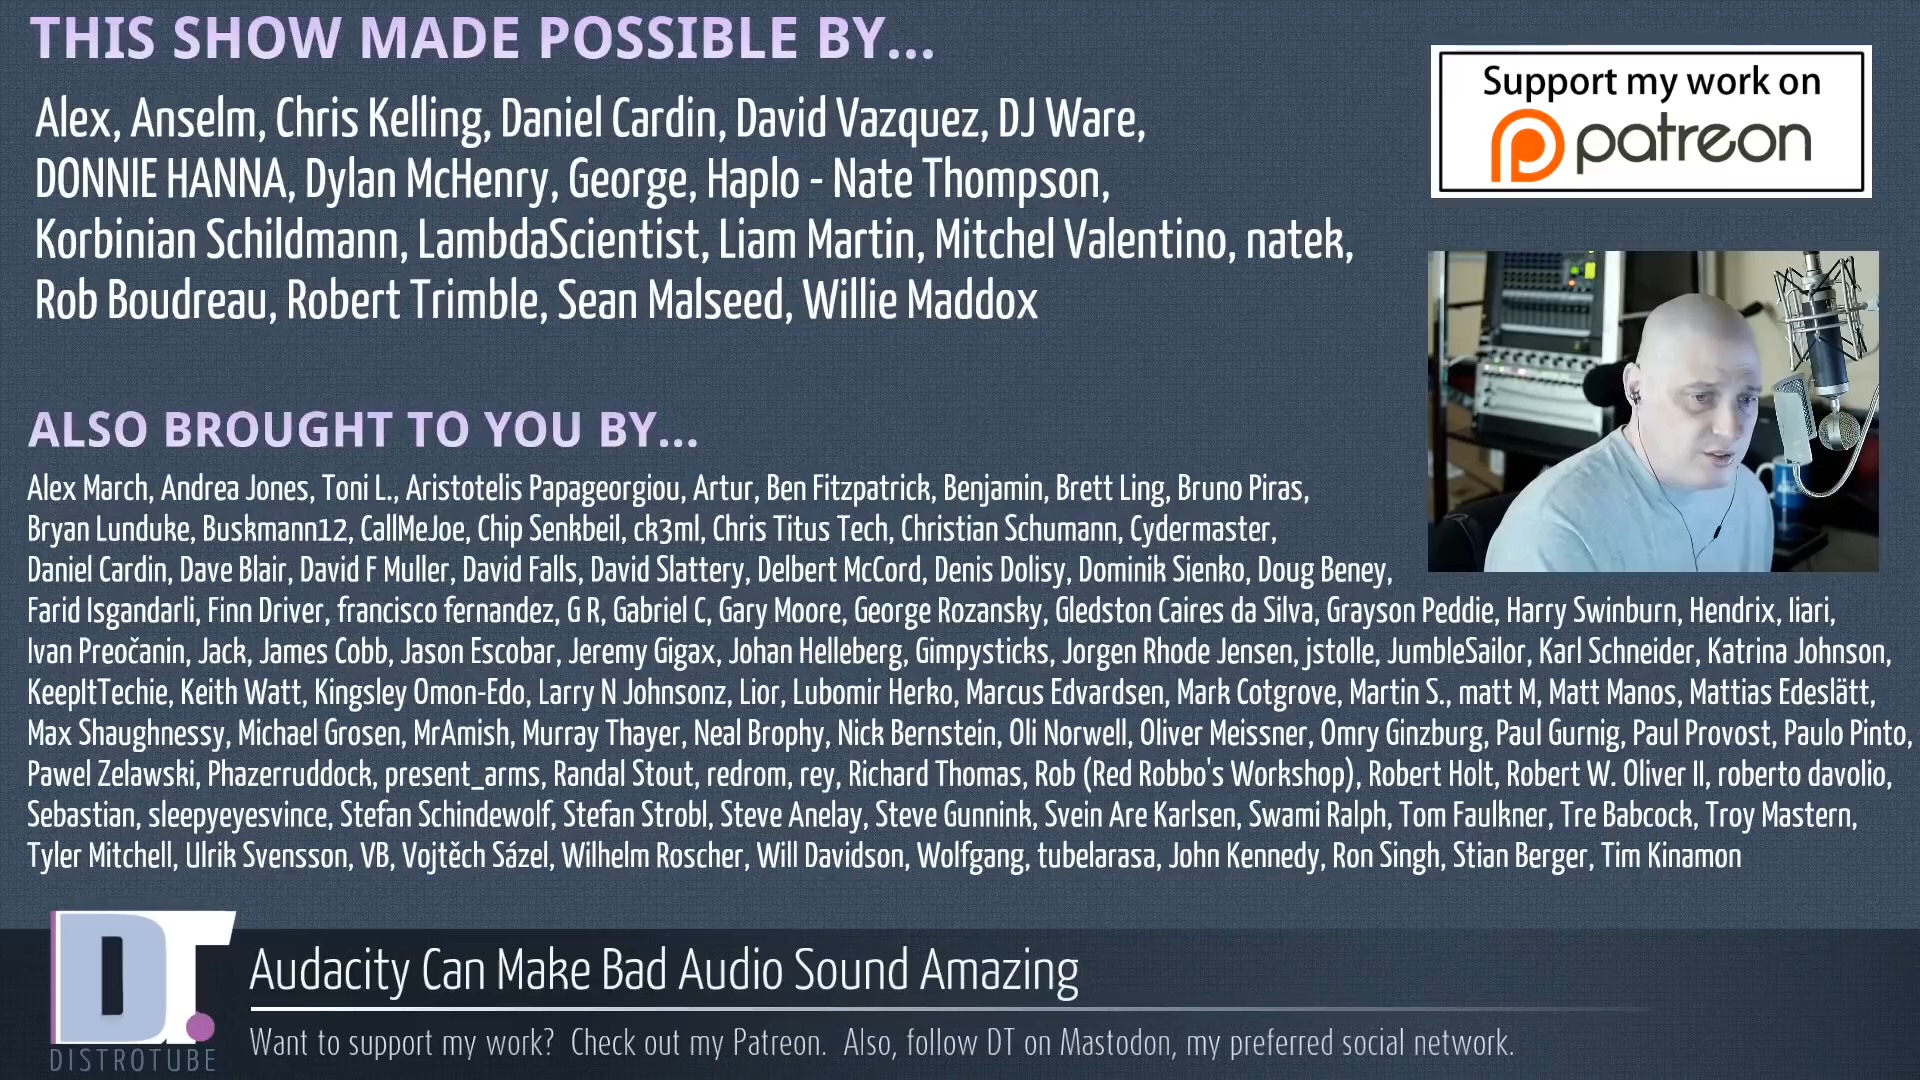 THIS SHOW MADE POSSIBLE BY...
Alex, Anselm, Chris Kelling, Daniel Cardin, David Vazquez, DJ Ware,
DONNIE HANNA, Dylan McHenry, George, Haplo - Nate Thompson,
Korbinian Schildmann, LambdaScientist, Liam Martin, Mitchel Valentino, natek,
Rob Boudreau, Robert Trimble, Sean Malseed, Willie Maddox
Support my work on
patreon
ALSO BROUGHT TO YOU BY...
Alex March, Andrea Jones, Toni L., Aristotelis Papageorgiou, Artur, Ben Fitzpatrick, Benjamin, Brett Ling, Bruno Piras,
Bryan Lunduke, Buskmann12, CallMeJoe, Chip Senkbeil, ck3ml, Chris Titus Tech, Christian Schumann, Cydermaster,
Daniel Cardin, Dave Blair, David F Muller, David Falls, David Slattery, Delbert McCord, Denis Dolisy, Dominik Sienko, Doug Beney,
Farid Isgandarli, Finn Driver, francisco fernandez, G R, Gabriel C, Gary Moore, George Rozansky, Gledston Caires da Silva, Grayson Peddie, Harry Swinburn, Hendrix, Iiari,
Ivan Preočanin, Jack, James Cobb, Jason Escobar, Jeremy Gigax, Johan Helleberg, Gimpysticks, Jorgen Rhode Jensen, jstolle, JumbleSailor, Karl Schneider, Katrina Johnson,
KeepItTechie, Keith Watt, Kingsley Omon-Edo, Larry N Johnsonz, Lior, Lubomir Herko, Marcus Edvardsen, Mark Cotgrove, Martin S., matt M, Matt Manos, Mattias Edeslätt,
Max Shaughnessy, Michael Grosen, MrAmish, Murray Thayer, Neal Brophy, Nick Bernstein, Oli Norwell, Oliver Meissner, Omry Ginzburg, Paul Gurnig, Paul Provost, Paulo Pinto,
Pawel Zelawski, Phazerruddock, present_arms, Randal Stout, redrom, rey, Richard Thomas, Rob (Red Robbo's Workshop), Robert Holt, Robert W. Oliver II, roberto davolio,
Sebastian, sleepyeyesvince, Stefan Schindewolf, Stefan Strobl, Steve Anelay, Steve Gunnink, Svein Are Karlsen, Swami Ralph, Tom Faulkner, Tre Babcock, Troy Mastern,
Tyler Mitchell, Ulrik Svensson, VB, Vojtěch Sázel, Wilhelm Roscher, Will Davidson, Wolfgang, tubelarasa, John Kennedy, Ron Singh, Stian Berger, Tim Kinamon
DT.
DISTROTUBE
Audacity Can Make Bad Audio Sound Amazing
Want to support my work? Check out my Patreon. Also, follow DT on Mastodon, my preferred social network.